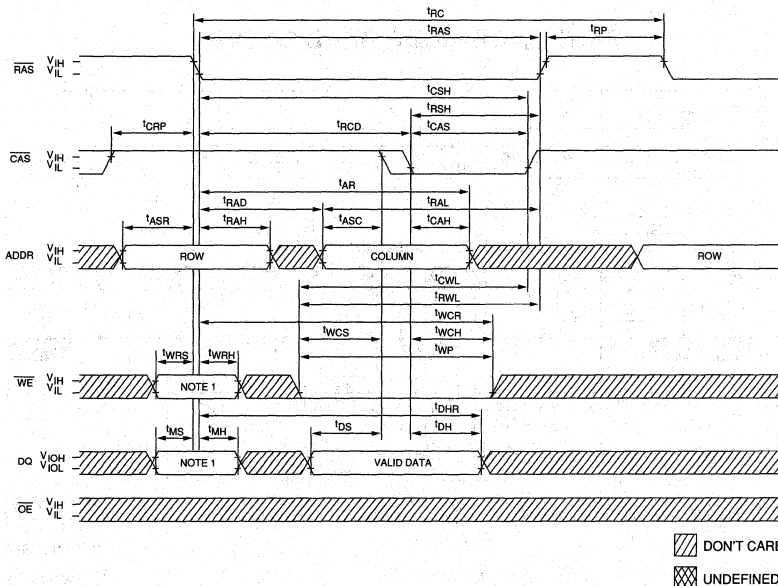 tRC
tRAS
tRP
RAS VIH
VIL
tCSH
tRSH
tCRP
tRCD
tCAS
CAS VIH
VIL
tAR
tRAD
tRAL
tASR
tRAH
tASC
tCAH
ADDR VIH
VIL
ROW
COLUMN
ROW
tCWL
tRWL
tWCR
tWCS
tWCH
tWP
tWRS
tWRH
WE VIH
VIL
NOTE 1
tDHR
tMS
tMH
tDS
tDH
DQ VIOH
VIOL
NOTE 1
VALID DATA
OE VIH
VIL
DON'T CARE
UNDEFINED